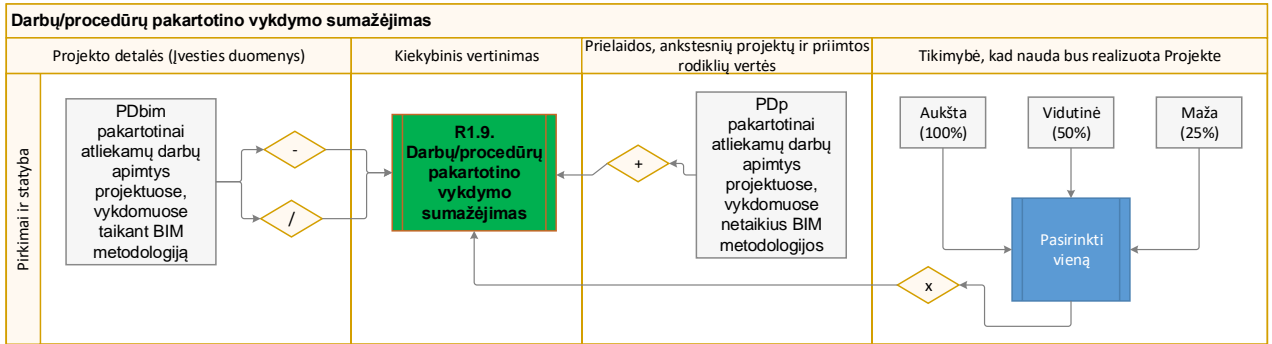 Darbų/procedūrų pakartotino vykdymo sumažėjimas
Projekto detalės (Įvesties duomenys)
Kiekybinis vertinimas
Prielaidos, ankstesnių projektų ir priimtos
rodiklių vertės
Tikimybė, kad nauda bus realizuota Projekte
Pirkimai ir statyba
PDbim
pakartotinai
atliekamų darbų
apimtys
projektuose,
vykdomuose
taikant BIM
metodologiją
-
/
R1.9.
Darbų/procedūrų
pakartotino
vykdymo
sumažėjimas
+
PDp
pakartotinai
atliekamų darbų
apimtys
projektuose,
vykdomuose
netaikius BIM
metodologijos
Aukšta
(100%)
Vidutinė
(50%)
Maža
(25%)
Pasirinkti
vieną
x